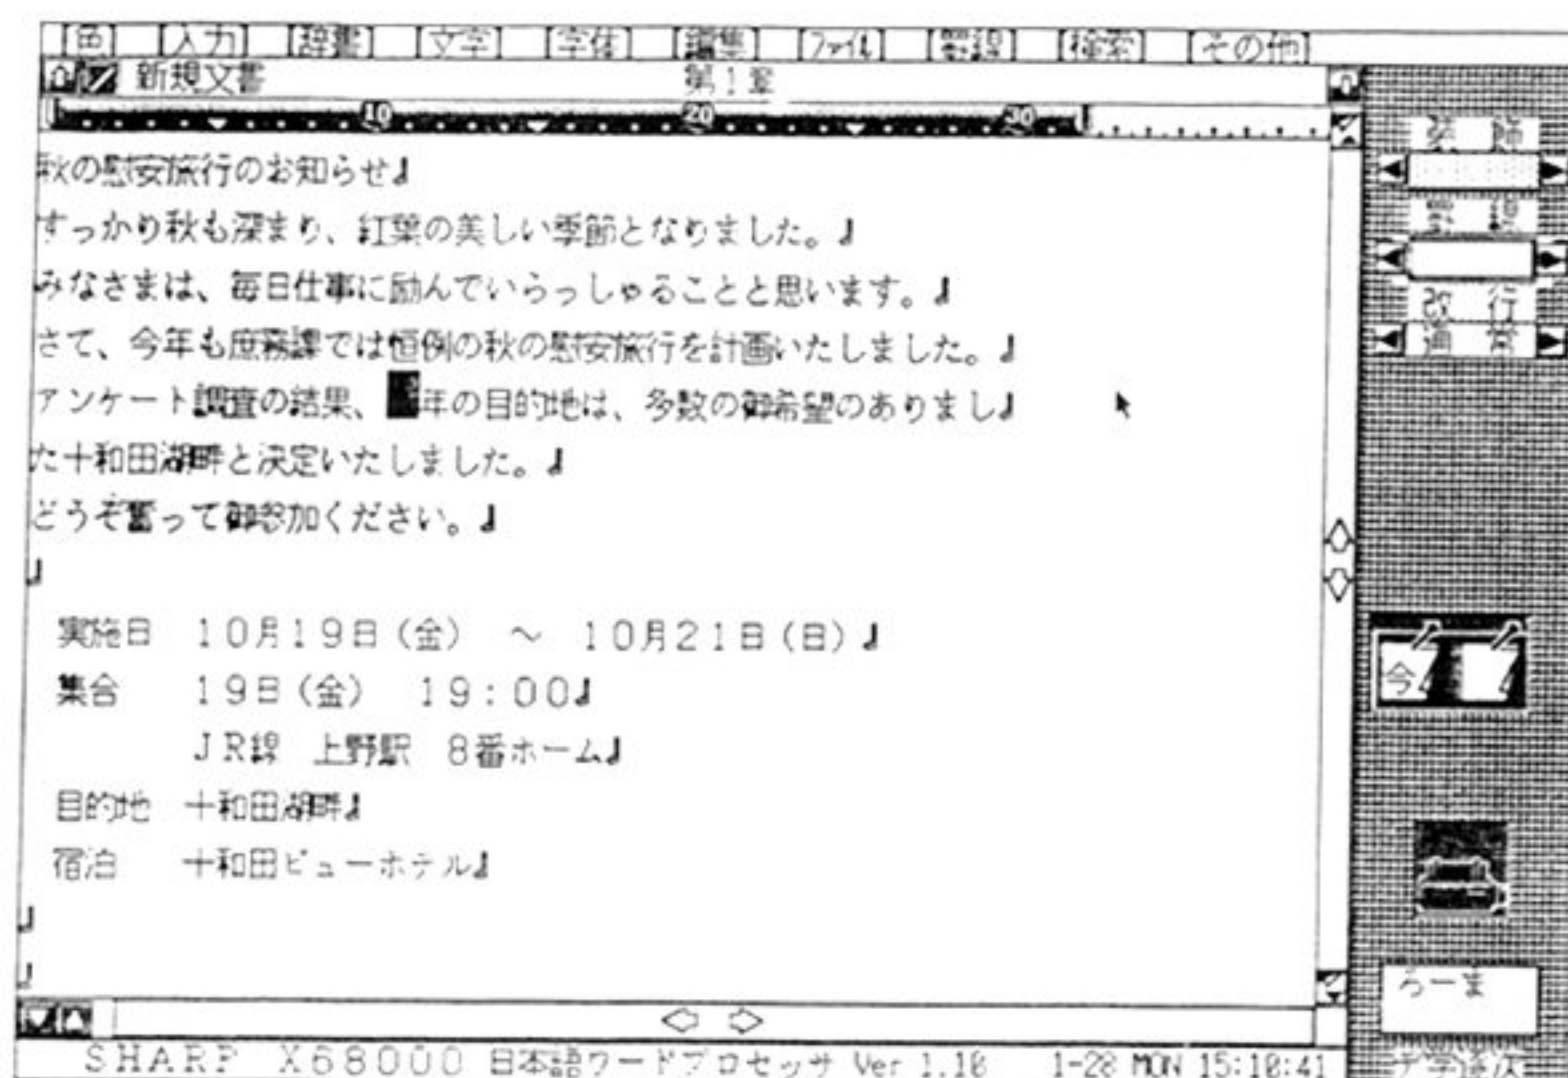 [色] [入力] [辞書] [文字] [字体] [編集] [ファイル] [罫線] [検索] [その他]
新規文書 第1章
10 20 30
秋の慰安旅行のお知らせ
すっかり秋も深まり、紅葉の美しい季節となりました。
みなさまは、毎日仕事に励んでいらっしゃることと思います。
さて、今年も庶務課では恒例の秋の慰安旅行を計画いたしました。
アンケート調査の結果、年の目的地は、多数の御希望のありまし
た十和田湖畔と決定いたしました。
どうぞ奮って御参加ください。
実施日 10月19日(金) ~ 10月21日(日)
集合 19日(金) 19:00
JR線 上野駅 8番ホーム
目的地 十和田湖畔
宿泊 十和田ビューホテル
修飾
罫線
改行
通常
今
ろーま
SHARP X68000 日本語ワードプロセッサ Ver 1.10 1-28 MON 15:10:41